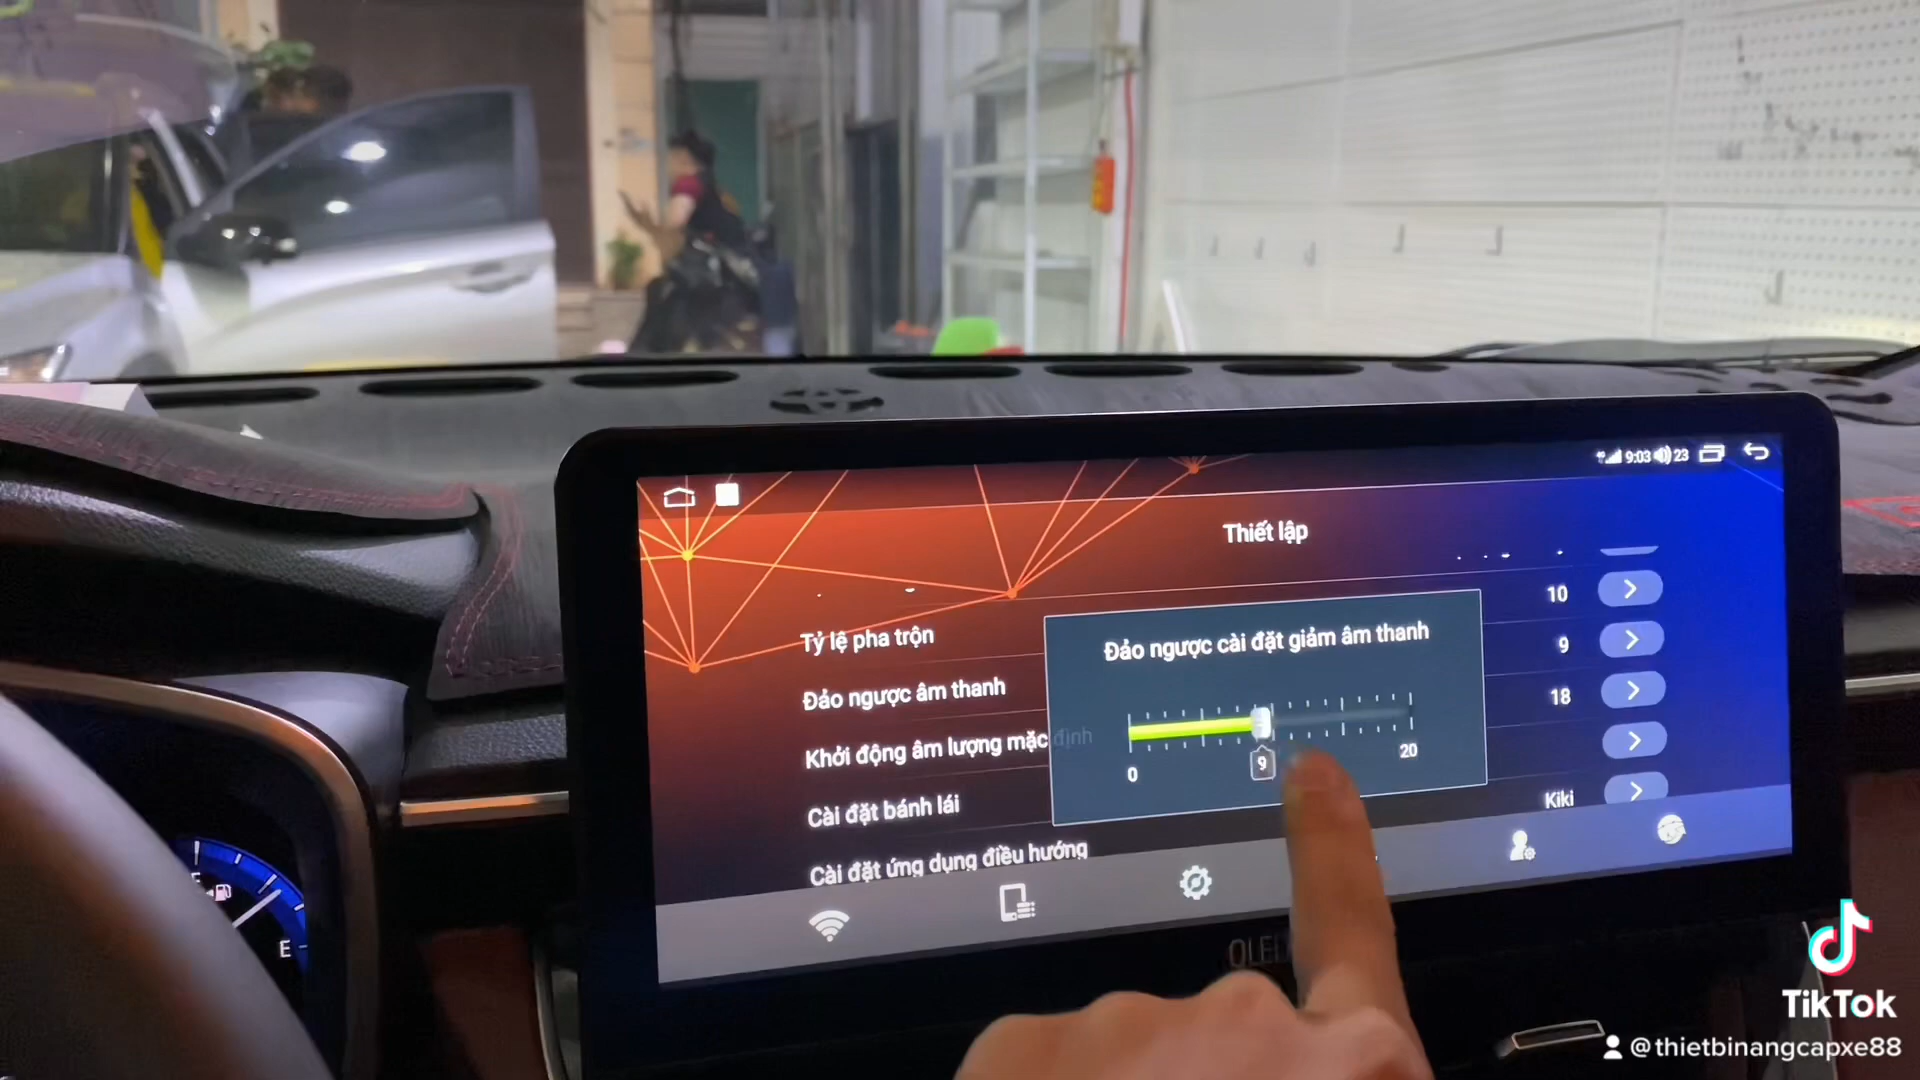 9:03 23
Thiết lập
Tỷ lệ pha trộn
10
Đảo ngược âm thanh
9
Khởi động âm lượng mặc định
18
Cài đặt bánh lái
Cài đặt ứng dụng điều hướng
Kiki
Đảo ngược cài đặt giảm âm thanh
0
9
20
E
TikTok
@thietbinangcapxe88